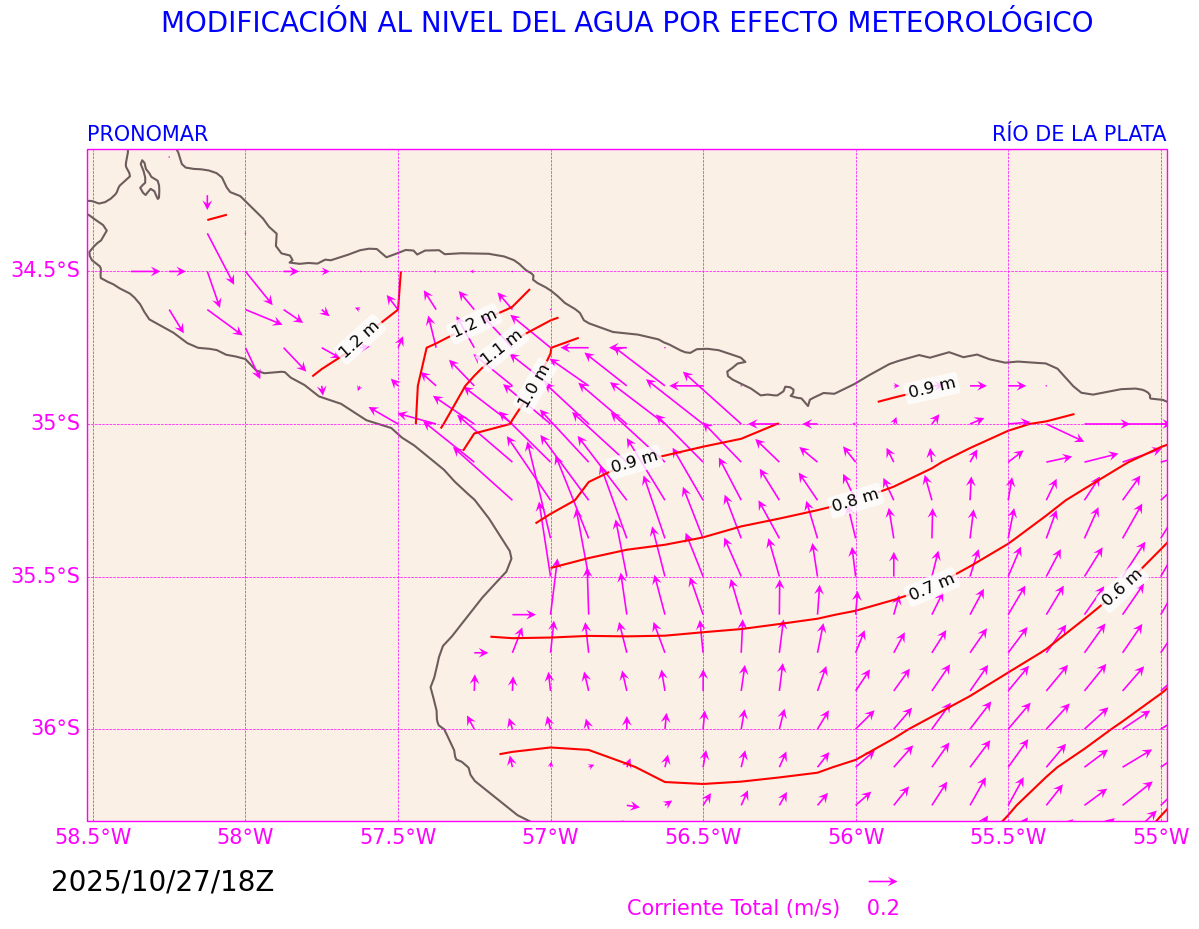 MODIFICACIÓN AL NIVEL DEL AGUA POR EFECTO METEOROLÓGICO
PRONOMAR
RÍO DE LA PLATA
34.5°S
1.2 m
1.2 m
1.1 m
1.0 m
0.9 m
35°S
0.9 m
0.8 m
35.5°S
0.7 m
0.6 m
36°S
58.5°W 58°W 57.5°W 57°W 56.5°W 56°W 55.5°W 55°W
2025/10/27/18Z
Corriente Total (m/s) 0.2